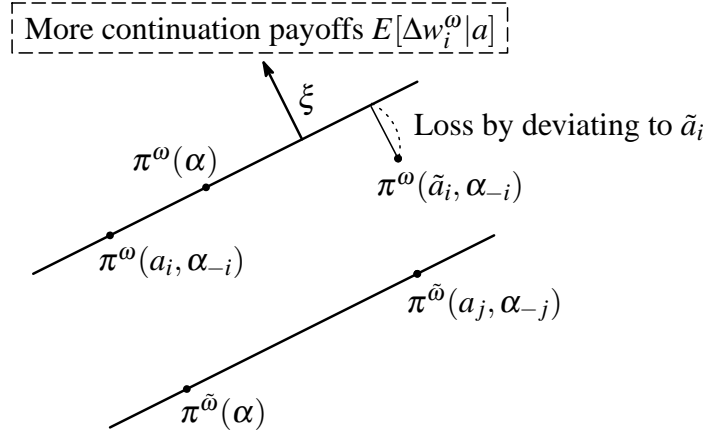 More continuation payoffs E[Δw_i^ω|a]
ξ
Loss by deviating to ã_i
π^ω(α)
π^ω(ã_i, α_{−i})
π^ω(a_i, α_{−i})
π^ω̃(a_j, α_{−j})
π^ω̃(α)